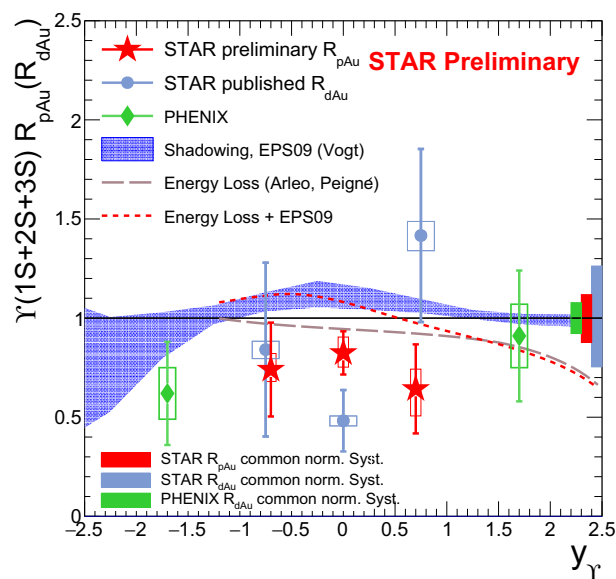 STAR preliminary R_pAu STAR Preliminary
STAR published R_dAu
PHENIX
Shadowing, EPS09 (Vogt)
Energy Loss (Arleo, Peigné)
Energy Loss + EPS09
ϒ(1S+2S+3S) R_pAu(R_dAu)
2.5
2
1.5
1
0.5
0
STAR R_pAu common norm. Syst.
STAR R_dAu common norm. Syst.
PHENIX R_dAu common norm. Syst.
−2.5 −2 −1.5 −1 −0.5 0 0.5 1 1.5 2 2.5
y_ϒ